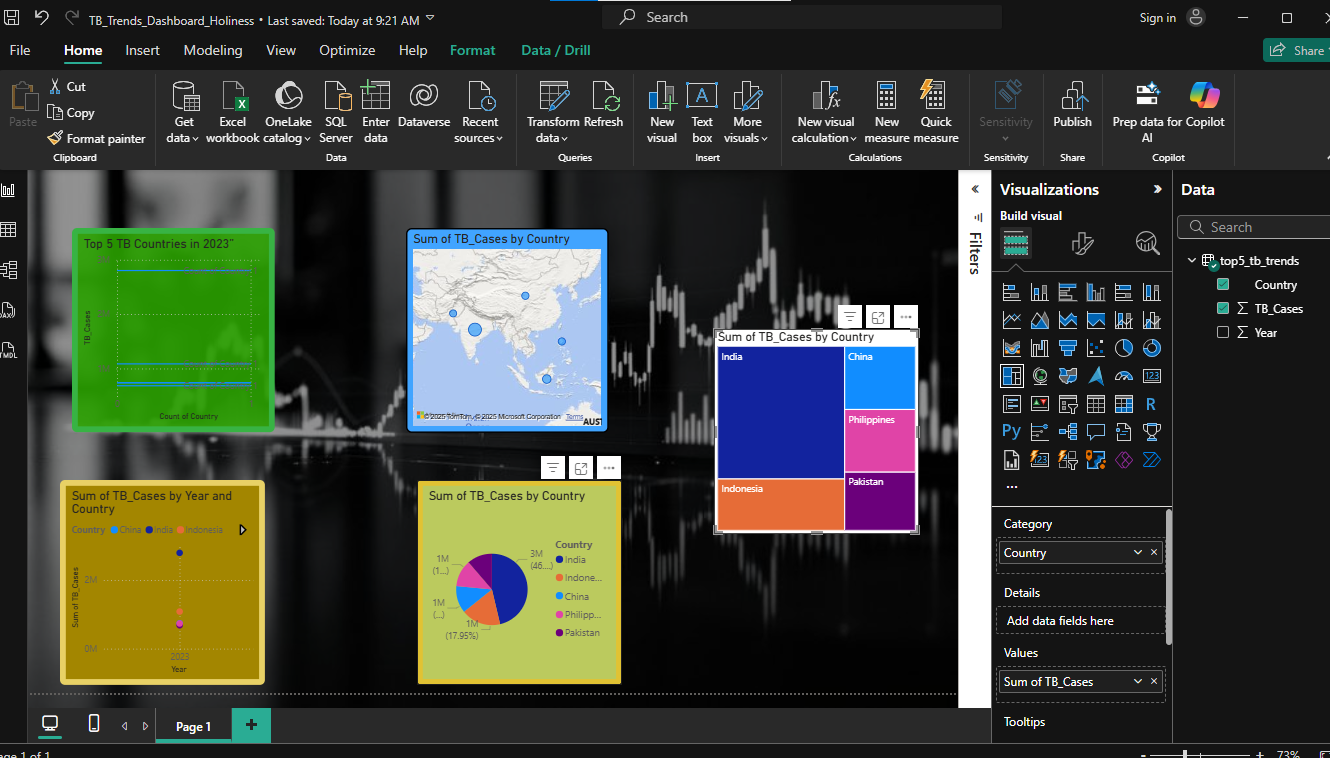 TB_Trends_Dashboard_Holiness • Last saved: Today at 9:21 AM
Search
Sign in
File
Home
Insert
Modeling
View
Optimize
Help
Format
Data / Drill
Share
Paste
Cut
Copy
Format painter
Clipboard
Get data
Excel workbook
OneLake catalog
SQL Server
Enter data
Dataverse
Recent sources
Data
Transform data
Refresh
Queries
New visual
Text box
More visuals
Insert
New visual calculation
New measure
Quick measure
Calculations
Sensitivity
Sensitivity
Publish
Share
Prep data for AI
Copilot
Copilot
Top 5 TB Countries in 2023"
TB_Cases
Count of Country
Sum of TB_Cases by Country
© 2025 TomTom, © 2025 Microsoft Corporation Terms
AUST
Sum of TB_Cases by Country
India
China
Philippines
Indonesia
Pakistan
Sum of TB_Cases by Year and
Country
Country China India Indonesia
Sum of TB_Cases
2M
0M
2023
Year
Sum of TB_Cases by Country
3M
(46....)
1M
(1...)
1M
(...)
1M
(17.95%)
Country
India
Indone...
China
Philipp...
Pakistan
Filters
Visualizations
Build visual
123
R
Py
123
...
Category
Country
Details
Add data fields here
Values
Sum of TB_Cases
Tooltips
Data
Search
top5_tb_trends
Country
TB_Cases
Year
DAX
TMDL
Page 1
age 1 of 1
73%